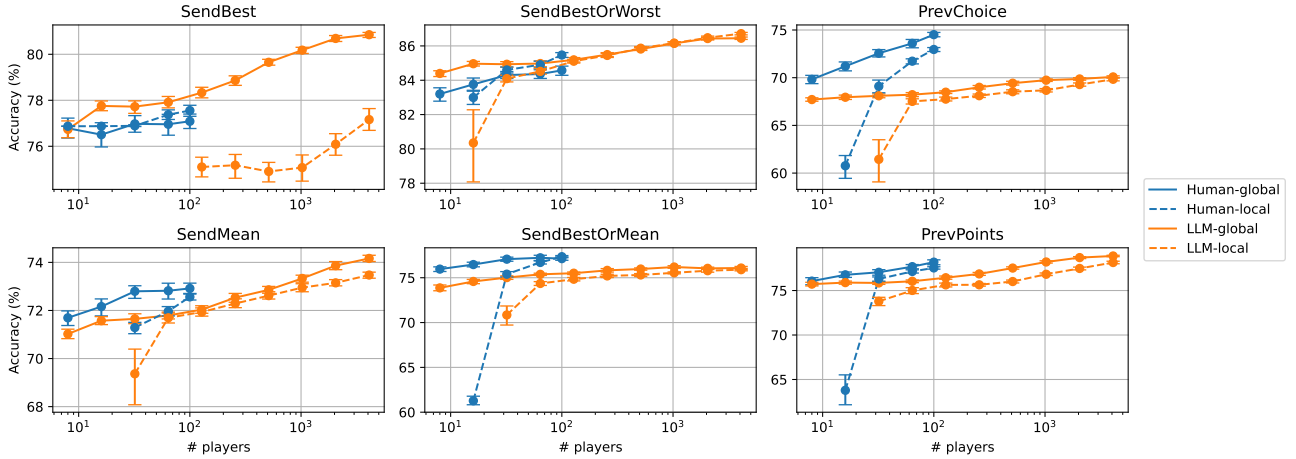 SendBest
SendBestOrWorst
PrevChoice
Accuracy (%)
80
78
76
10¹
10²
10³
86
84
82
80
78
10¹
10²
10³
75
70
65
60
10¹
10²
10³
Human-global
Human-local
LLM-global
LLM-local
SendMean
SendBestOrMean
PrevPoints
Accuracy (%)
74
72
70
68
10¹
10²
10³
# players
75
70
65
60
10¹
10²
10³
# players
75
70
65
10¹
10²
10³
# players